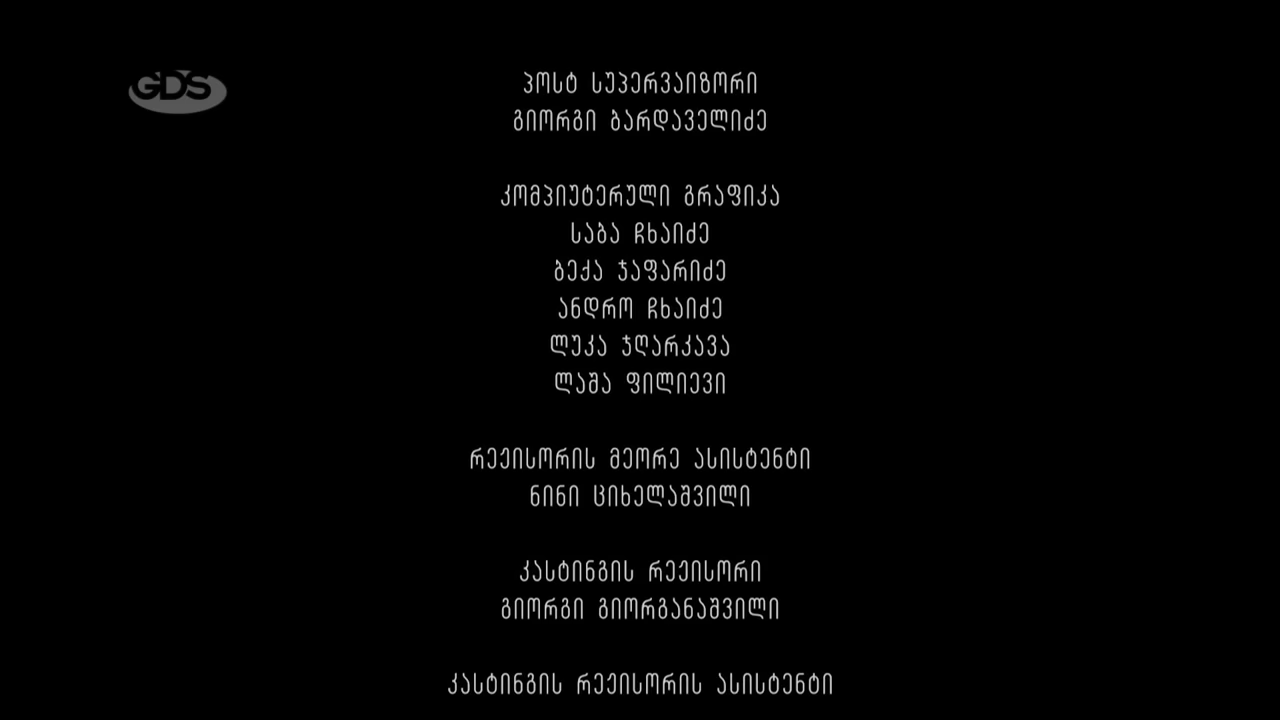 GDS
პოსტ სუპერვაიზორი
გიორგი ბარდაველიძე
კომპიუტერული გრაფიკა
საბა ჩხაიძე
ბექა ჯაფარიძე
ანდრო ჩხაიძე
ლუკა ჯღარკავა
ლაშა ფილიევი
რეჟისორის მეორე ასისტენტი
ნინი ციხელაშვილი
კასტინგის რეჟისორი
გიორგი გიორგანაშვილი
კასტინგის რეჟისორის ასისტენტი